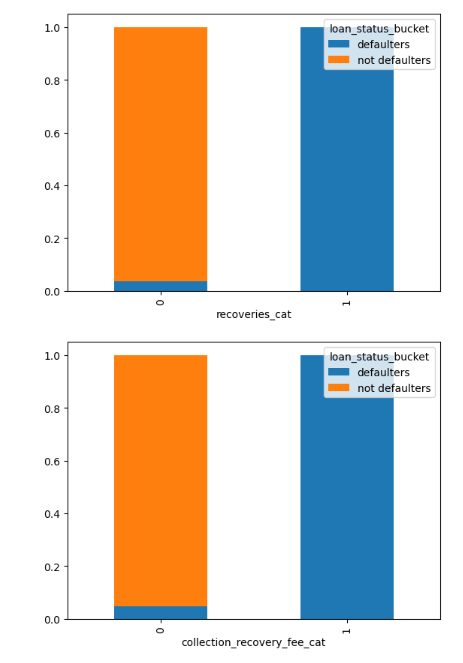 1.0
0.8
0.6
0.4
0.2
0.0
loan_status_bucket
defaulters
not defaulters
0
1
recoveries_cat
1.0
0.8
0.6
0.4
0.2
0.0
loan_status_bucket
defaulters
not defaulters
0
1
collection_recovery_fee_cat